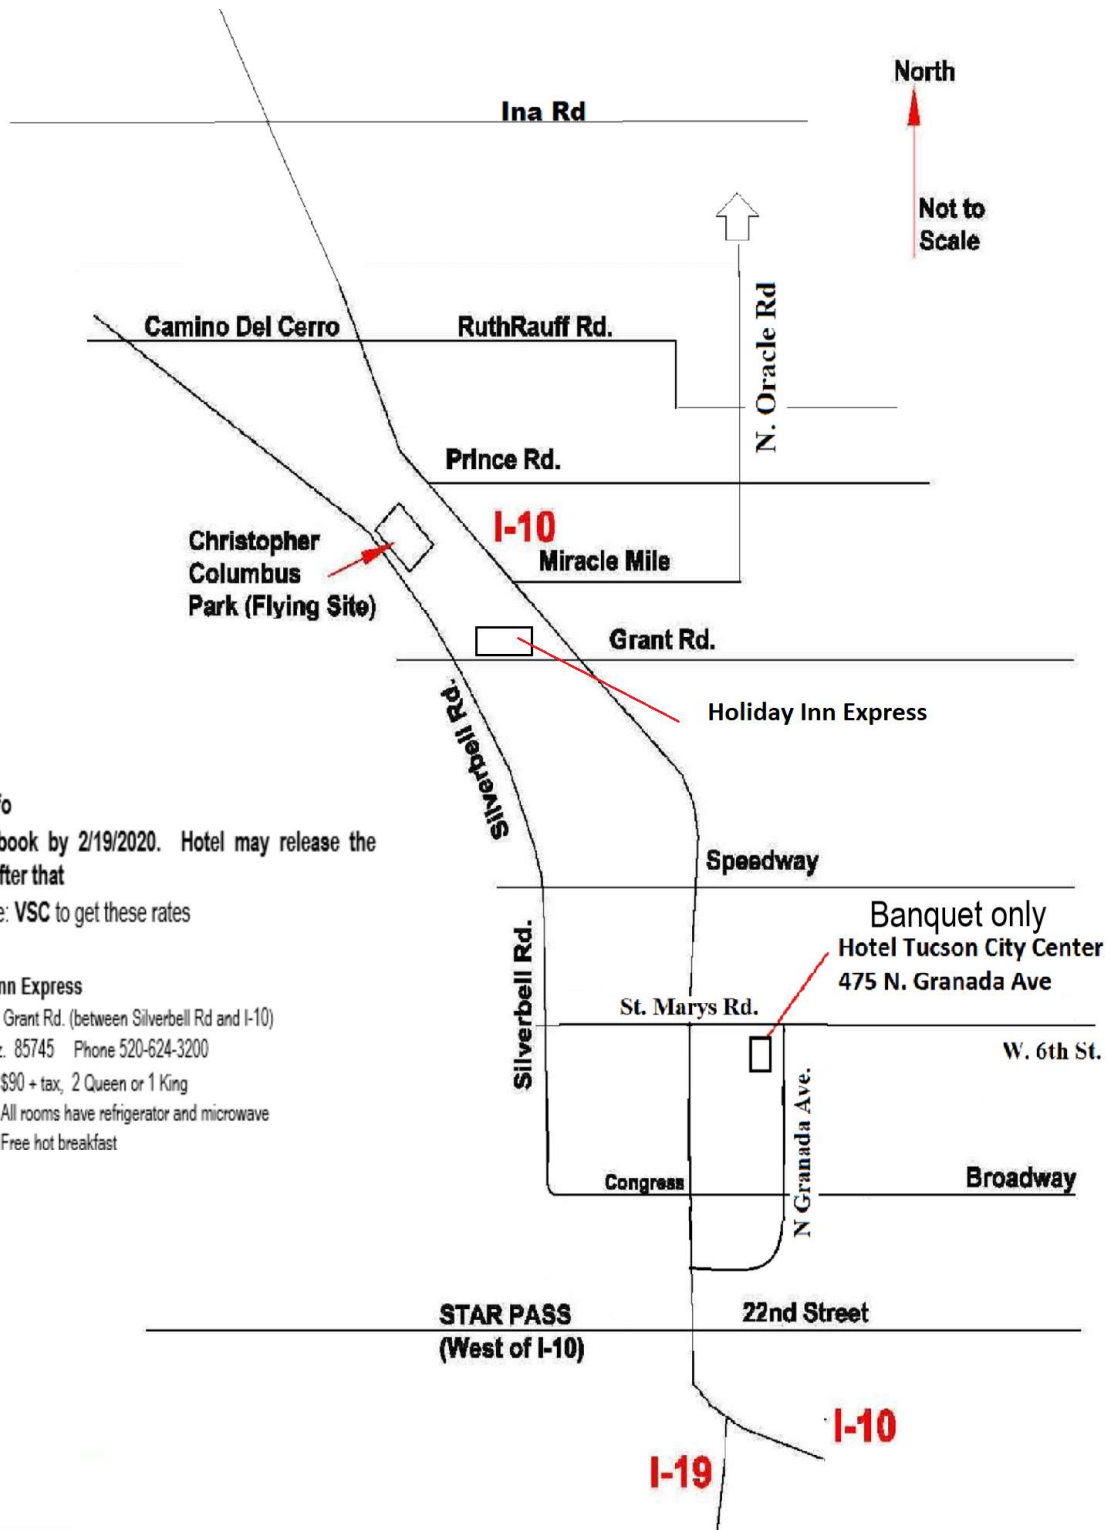 North
Ina Rd
Not to
Scale
N. Oracle Rd
Camino Del Cerro
RuthRauff Rd.
Prince Rd.
I-10
Christopher
Columbus
Park (Flying Site)
Miracle Mile
Grant Rd.
Holiday Inn Express
Silverbell Rd.
book by 2/19/2020. Hotel may release the
that
VSC to get these rates
Speedway
Banquet only
Hotel Tucson City Center
475 N. Granada Ave
Silverbell Rd.
St. Marys Rd.
W. 6th St.
Express
Grant Rd. (between Silverbell Rd and I-10)
85745 Phone 520-624-3200
$90 + tax, 2 Queen or 1 King
All rooms have refrigerator and microwave
Free hot breakfast
N Granada Ave.
Congress
Broadway
STAR PASS
(West of I-10)
22nd Street
I-10
I-19